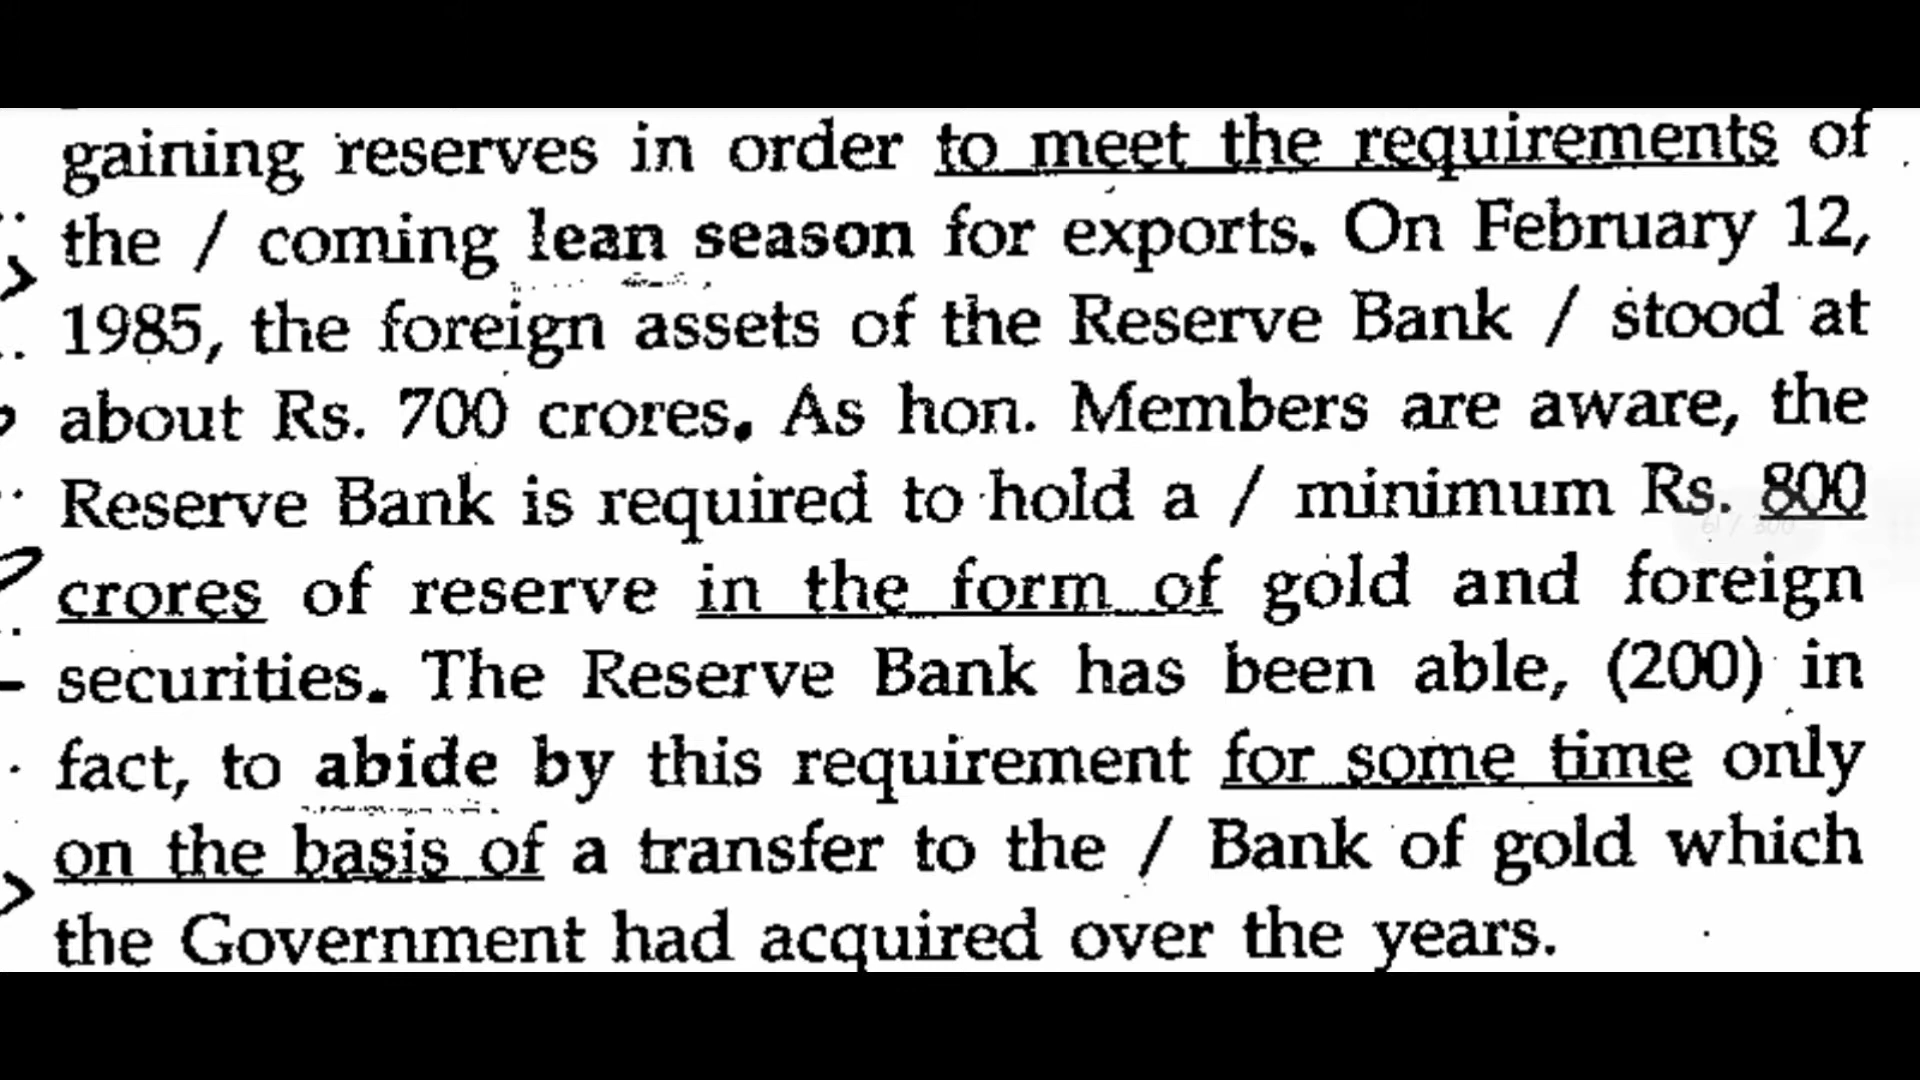 gaining reserves in order to meet the requirements of
the / coming lean season for exports. On February 12,
1985, the foreign assets of the Reserve Bank / stood at
about Rs. 700 crores. As hon. Members are aware, the
Reserve Bank is required to hold a / minimum Rs. 800
crores of reserve in the form of gold and foreign
securities. The Reserve Bank has been able, (200) in
fact, to abide by this requirement for some time only
on the basis of a transfer to the / Bank of gold which
the Government had acquired over the years.